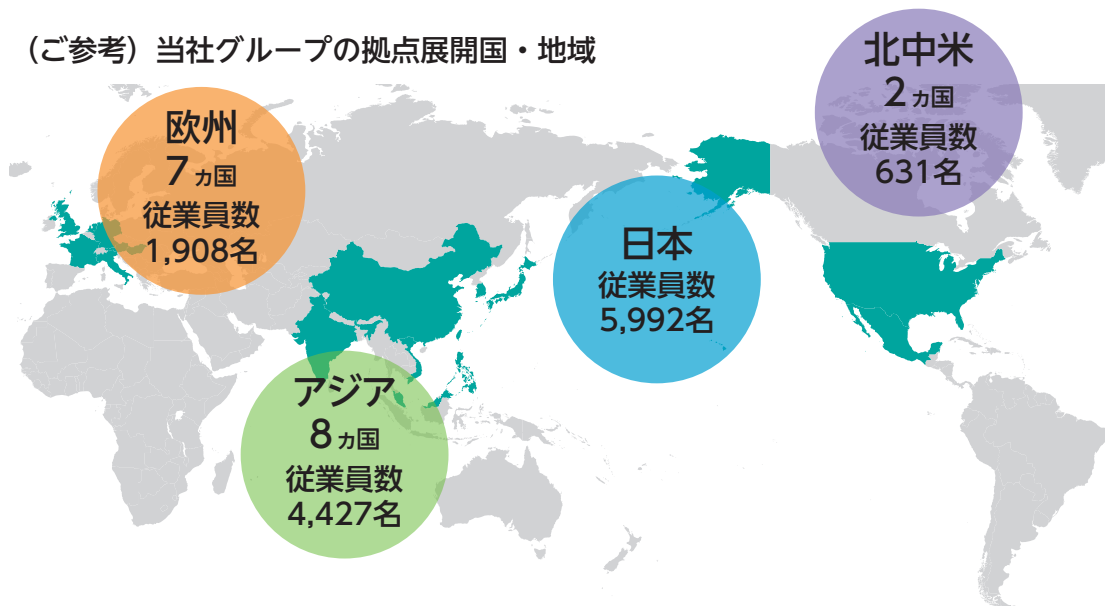 （ご参考）当社グループの拠点展開国・地域
欧州
7ヵ国
従業員数
1,908名
アジア
8ヵ国
従業員数
4,427名
日本
従業員数
5,992名
北中米
2ヵ国
従業員数
631名